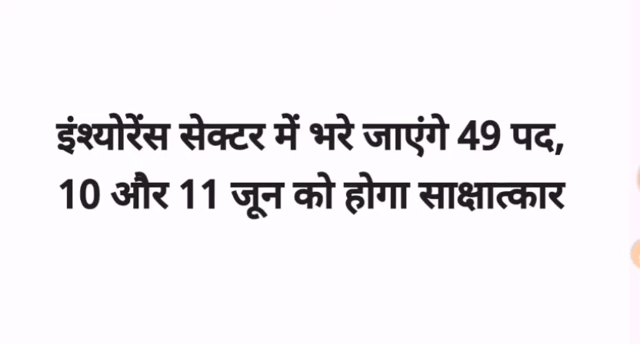 इंश्योरेंस सेक्टर में भरे जाएंगे 49 पद,
10 और 11 जून को होगा साक्षात्कार